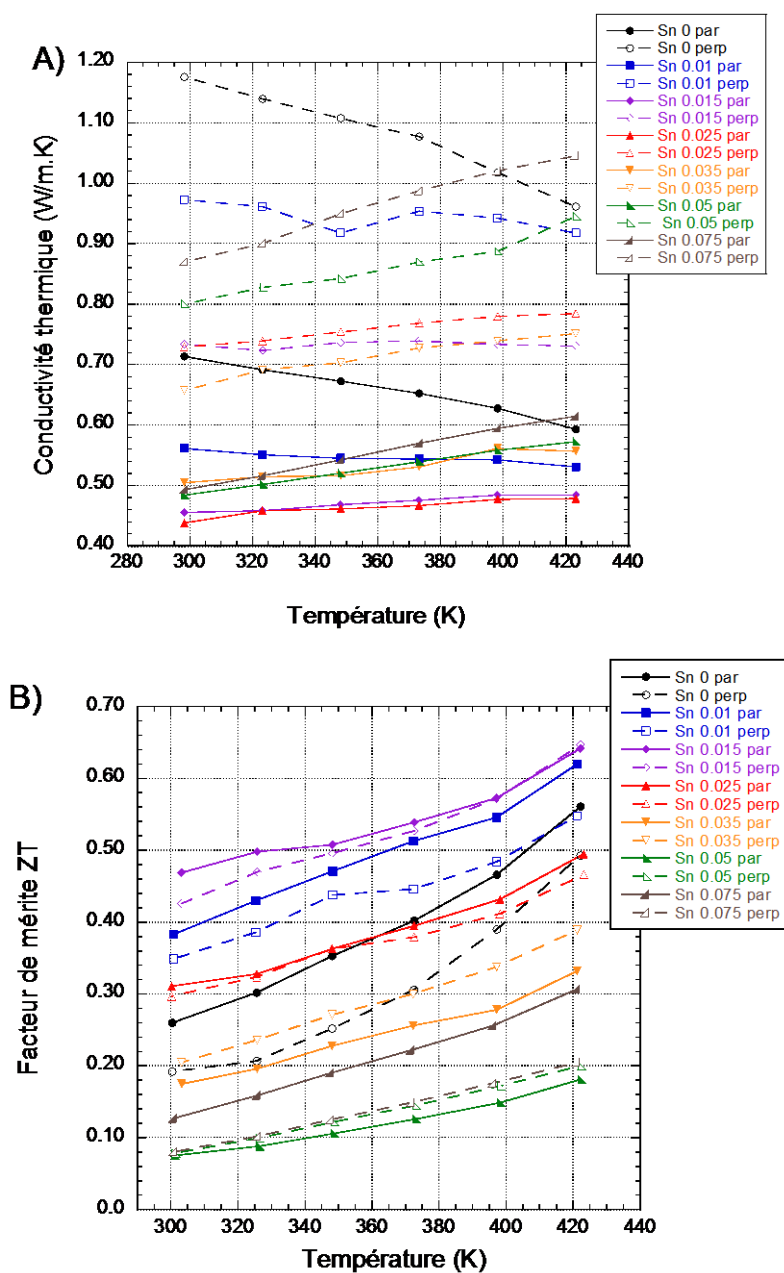 A)
Sn 0 par
Sn 0 perp
Sn 0.01 par
Sn 0.01 perp
Sn 0.015 par
Sn 0.015 perp
Sn 0.025 par
Sn 0.025 perp
Sn 0.035 par
Sn 0.035 perp
Sn 0.05 par
Sn 0.05 perp
Sn 0.075 par
Sn 0.075 perp
Conductivité thermique (W/m.K)
1.20
1.10
1.00
0.90
0.80
0.70
0.60
0.50
0.40
280 300 320 340 360 380 400 420 440
Température (K)
B)
Sn 0 par
Sn 0 perp
Sn 0.01 par
Sn 0.01 perp
Sn 0.015 par
Sn 0.015 perp
Sn 0.025 par
Sn 0.025 perp
Sn 0.035 par
Sn 0.035 perp
Sn 0.05 par
Sn 0.05 perp
Sn 0.075 par
Sn 0.075 perp
Facteur de mérite ZT
0.70
0.60
0.50
0.40
0.30
0.20
0.10
0.0
300 320 340 360 380 400 420 440
Température (K)